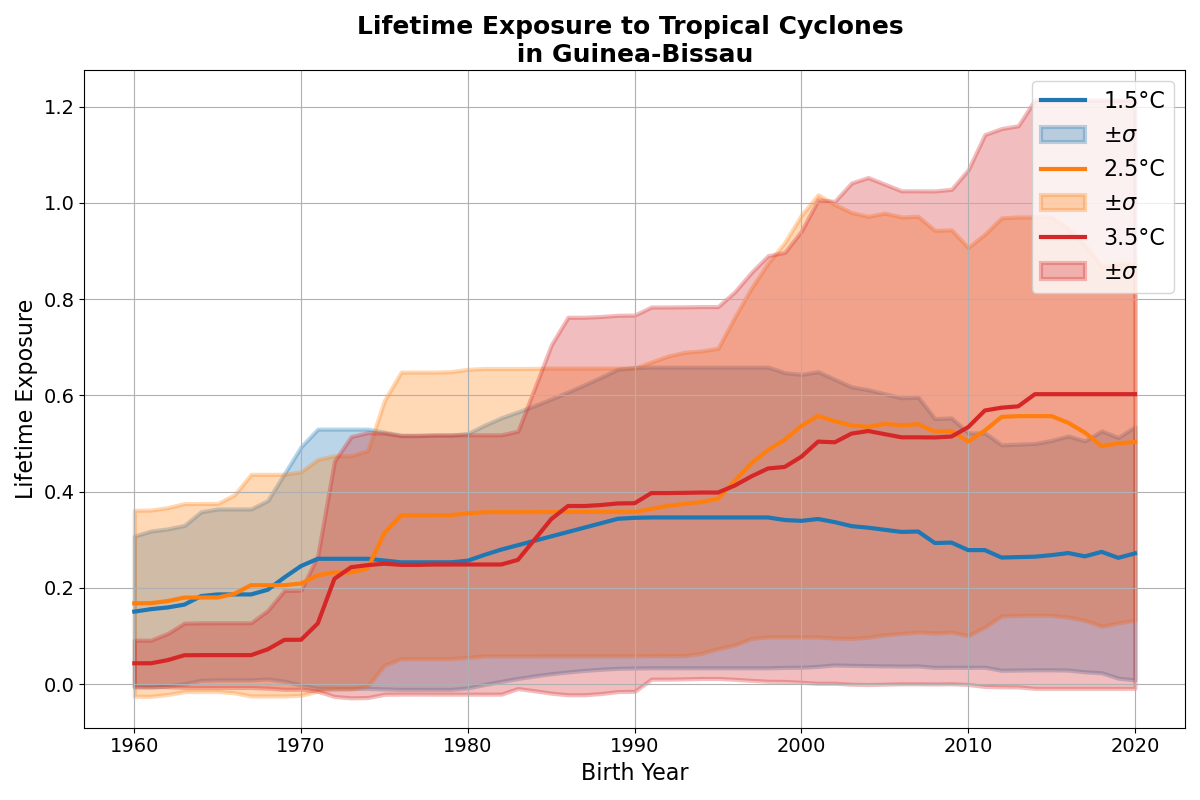 Lifetime Exposure to Tropical Cyclones
in Guinea-Bissau
1.2
1.0
0.8
0.6
0.4
0.2
0.0
Lifetime Exposure
1960 1970 1980 1990 2000 2010 2020
Birth Year
1.5°C
±σ
2.5°C
±σ
3.5°C
±σ